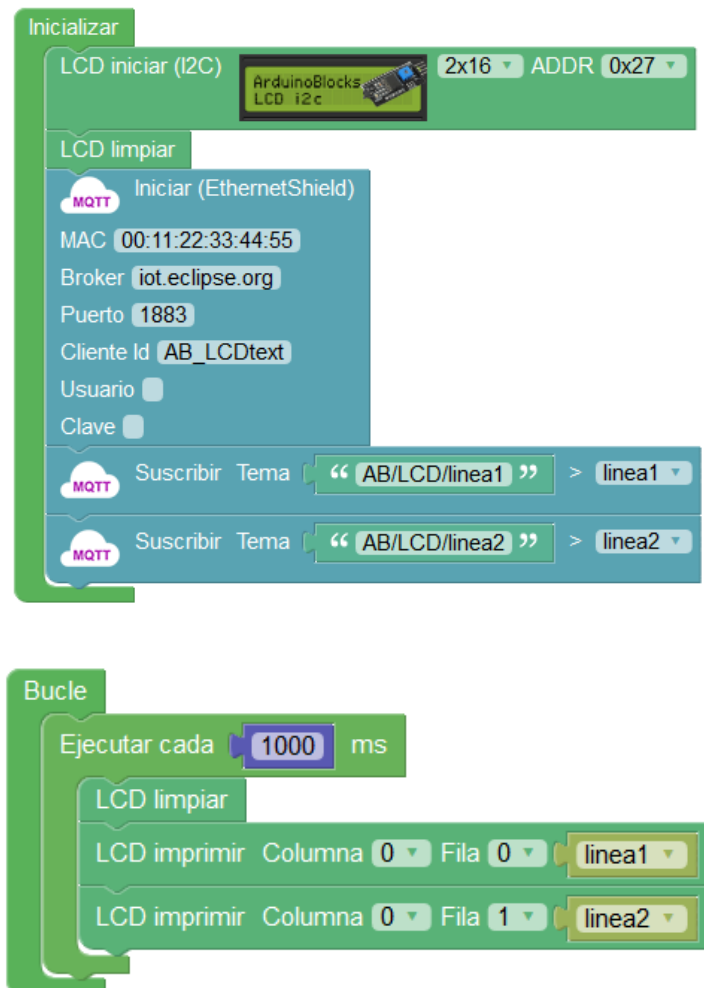 Inicializar
LCD iniciar (I2C) ArduinoBlocks LCD i2c 2x16 ADDR 0x27
LCD limpiar
MQTT Iniciar (EthernetShield)
MAC 00:11:22:33:44:55
Broker iot.eclipse.org
Puerto 1883
Cliente Id AB_LCDtext
Usuario
Clave
MQTT Suscribir Tema “ AB/LCD/linea1 ” > linea1
MQTT Suscribir Tema “ AB/LCD/linea2 ” > linea2
Bucle
Ejecutar cada 1000 ms
LCD limpiar
LCD imprimir Columna 0 Fila 0 linea1
LCD imprimir Columna 0 Fila 1 linea2